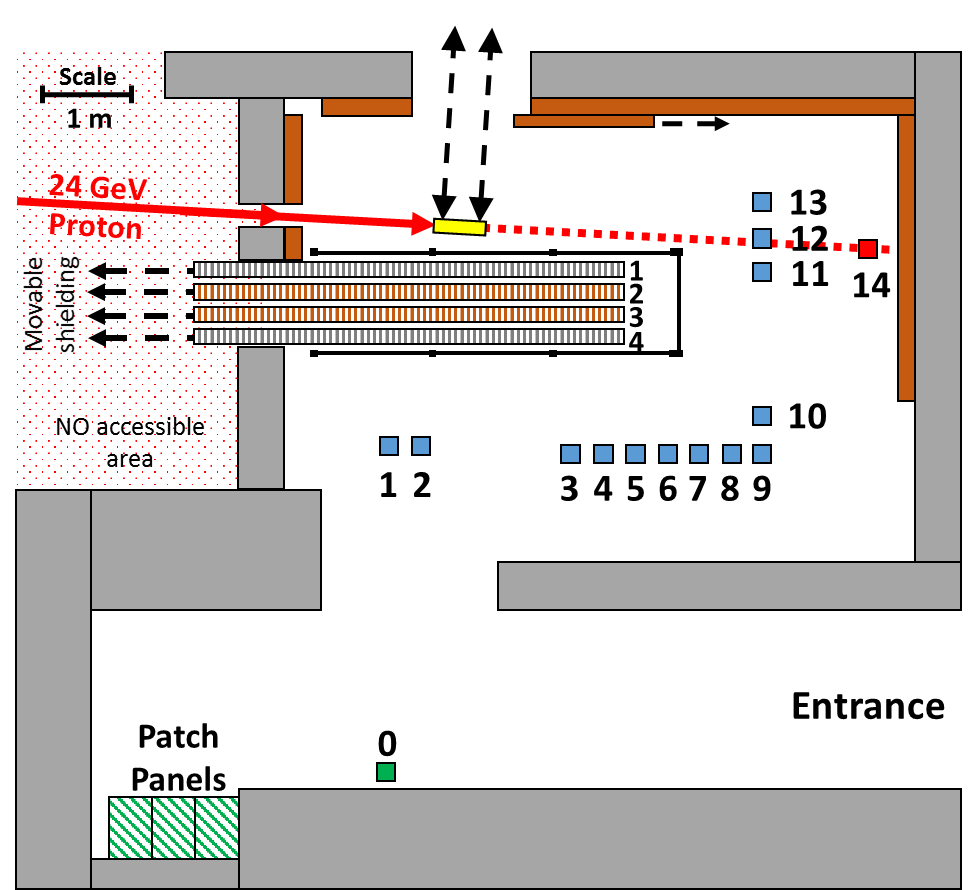 Scale
1 m
24 GeV
Proton
13
12
11
14
1
2
3
4
Movable
shielding
NO accessible
area
10
1
2
3
4
5
6
7
8
9
Entrance
Patch
Panels
0